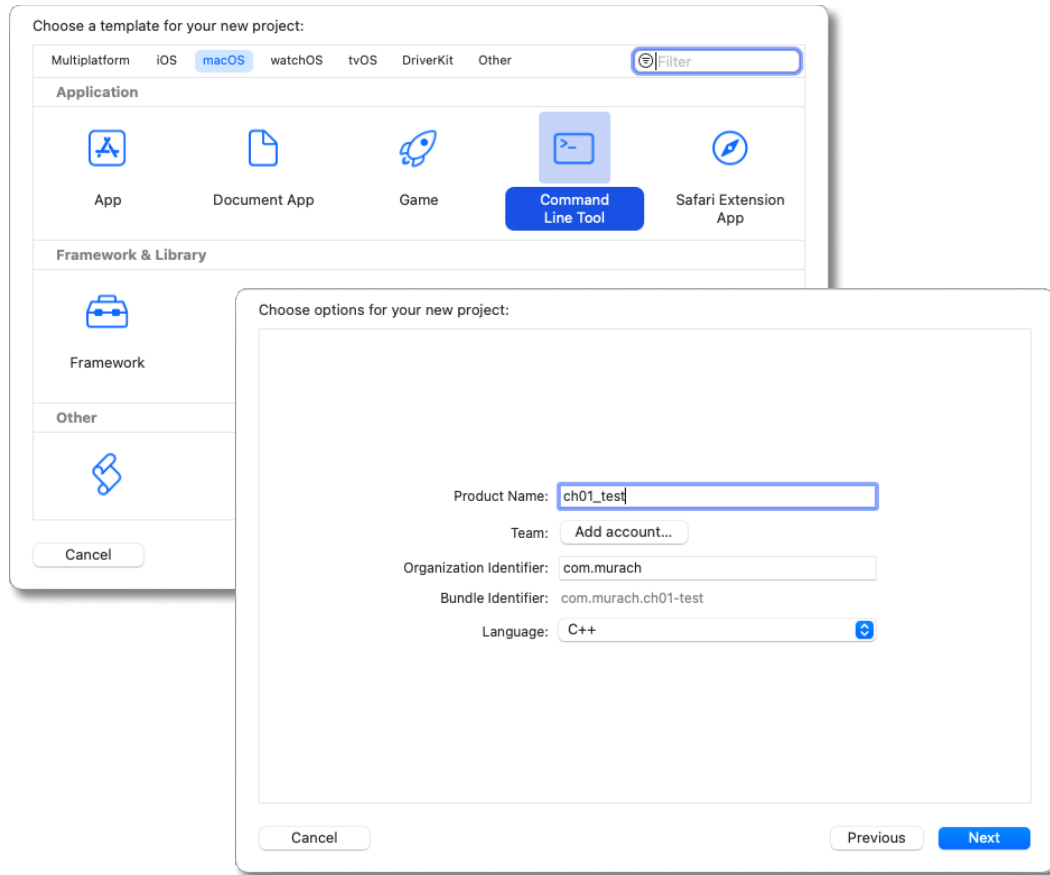 Choose a template for your new project:
Multiplatform iOS macOS watchOS tvOS DriverKit Other Filter
Application
App Document App Game Command Line Tool Safari Extension App
Framework & Library
Framework
Other
Cancel
Choose options for your new project:
Product Name: ch01_test
Team: Add account...
Organization Identifier: com.murach
Bundle Identifier: com.murach.ch01-test
Language: C++
Cancel Previous Next